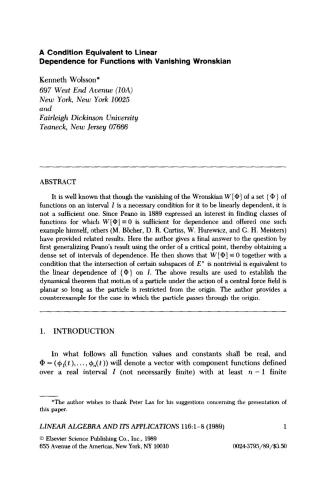 A Condition Equivalent to Linear
Dependence for Functions with Vanishing Wronskian
Kenneth Wolsson*
697 West End Avenue (10A)
New York, New York 10025
and
Fairleigh Dickinson University
Teaneck, New Jersey 07666
ABSTRACT
It is well known that though the vanishing of the Wronskian W[Φ] of a set {Φ} of
functions on an interval I is a necessary condition for it to be linearly dependent, it is
not a sufficient one. Since Peano in 1889 expressed an interest in finding classes of
functions for which W[Φ] ≡ 0 is sufficient for dependence and offered one such
example himself, others (M. Bôcher, D. R. Curtiss, W. Hurewicz, and G. H. Meisters)
have provided related results. Here the author gives a final answer to the question by
first generalizing Peano's result using the order of a critical point, thereby obtaining a
dense set of intervals of dependence. He then shows that W[Φ] ≡ 0 together with a
condition that the intersection of certain subspaces of Eⁿ is nontrivial is equivalent to
the linear dependence of {Φ} on I. The above results are used to establish the
dynamical theorem that motion of a particle under the action of a central force field is
planar so long as the particle is restricted from the origin. The author provides a
counterexample for the case in which the particle passes through the origin.
1. INTRODUCTION
In what follows all function values and constants shall be real, and
Φ = (φ₁(t),...,φₙ(t)) will denote a vector with component functions defined
over a real interval I (not necessarily finite) with at least n − 1 finite
*The author wishes to thank Peter Lax for his suggestions concerning the presentation of
this paper.
LINEAR ALGEBRA AND ITS APPLICATIONS 116:1–8 (1989) 1
© Elsevier Science Publishing Co., Inc., 1989
655 Avenue of the Americas, New York, NY 10010 0024-3795/89/$3.50